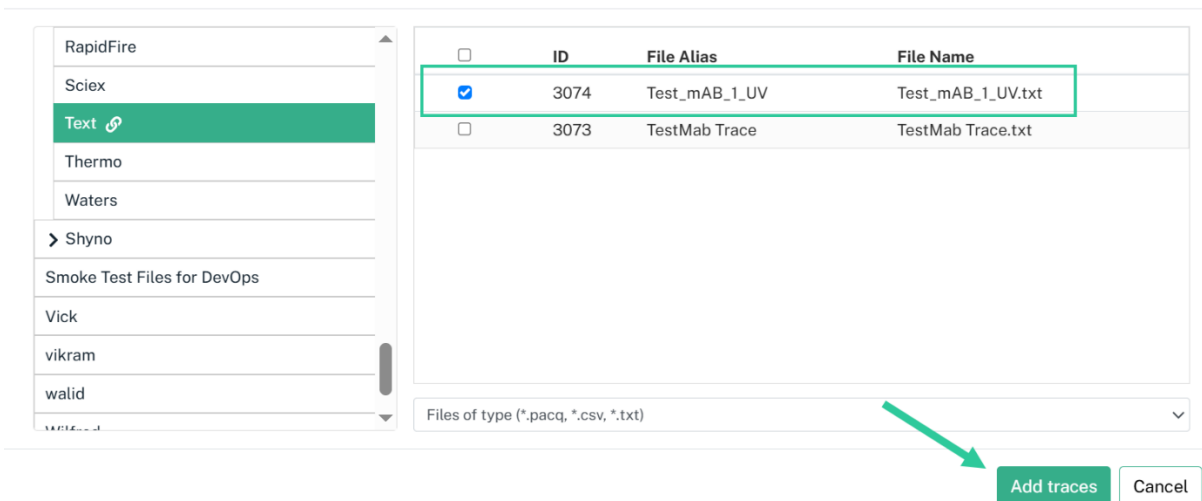 RapidFire
Sciex
Text
Thermo
Waters
Shyno
Smoke Test Files for DevOps
Vick
vikram
walid
Wilfred
ID File Alias File Name
3074 Test_mAB_1_UV Test_mAB_1_UV.txt
3073 TestMab Trace TestMab Trace.txt
Files of type (*.pacq, *.csv, *.txt)
Add traces Cancel